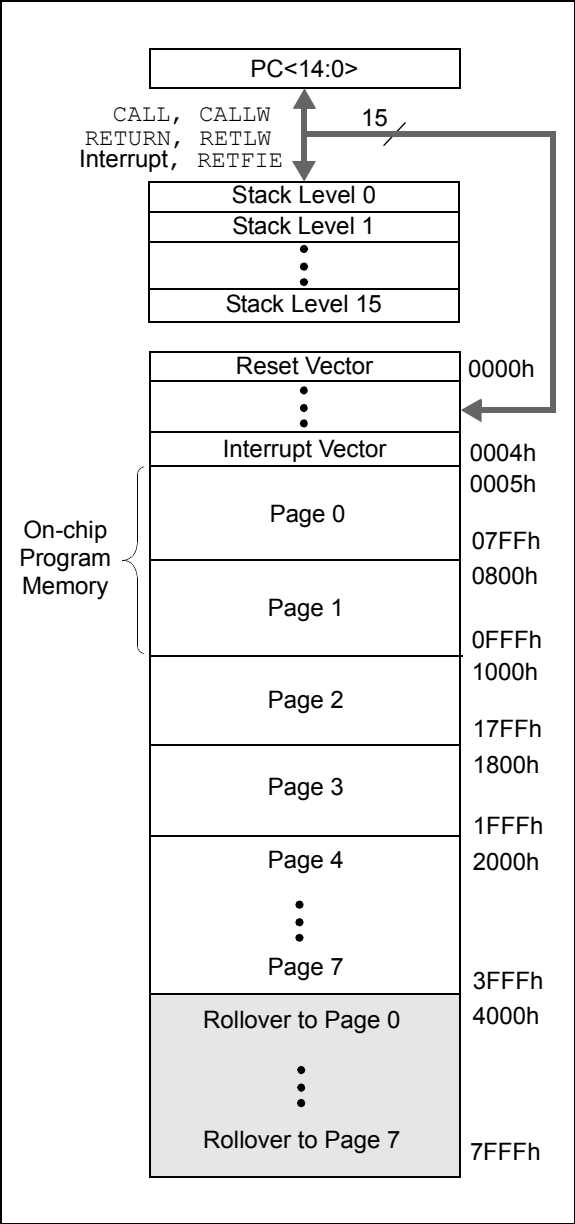 PC<14:0>
CALL, CALLW
RETURN, RETLW
Interrupt, RETFIE
15
Stack Level 0
Stack Level 1
Stack Level 15
Reset Vector
0000h
Interrupt Vector
0004h
0005h
On-chip
Program
Memory
Page 0
07FFh
0800h
Page 1
0FFFh
1000h
Page 2
17FFh
1800h
Page 3
1FFFh
Page 4
2000h
Page 7
3FFFh
Rollover to Page 0
4000h
Rollover to Page 7
7FFFh